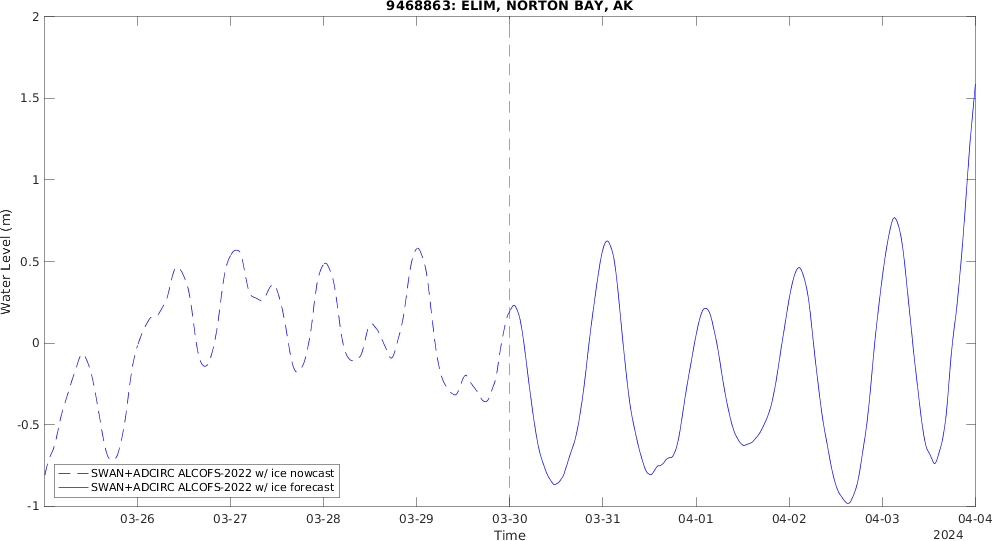 9468863: ELIM, NORTON BAY, AK
2
1.5
1
0.5
0
-0.5
-1
Water Level (m)
SWAN+ADCIRC ALCOFS-2022 w/ ice nowcast
SWAN+ADCIRC ALCOFS-2022 w/ ice forecast
03-26 03-27 03-28 03-29 03-30 03-31 04-01 04-02 04-03 04-04
Time
2024